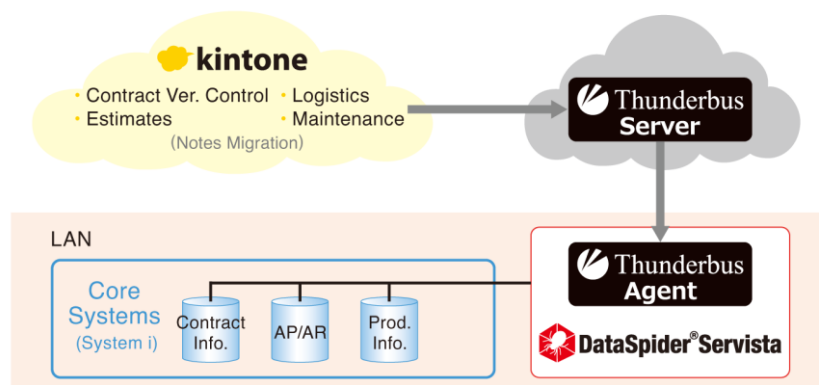 kintone
・Contract Ver. Control ・Logistics
・Estimates ・Maintenance
(Notes Migration)
Thunderbus
Server
LAN
Thunderbus
Agent
Core
Systems
(System i)
Contract
Info.
AP/AR
Prod.
Info.
DataSpider® Servista